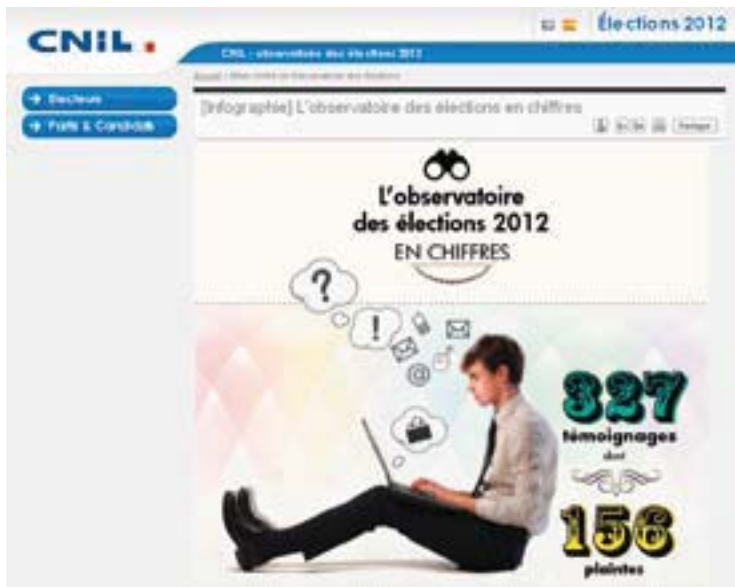 CNIL.
Élections 2012
CNIL - observatoire des élections 2012
→ Electeurs
→ Partis & Candidats
[Infographie] L'observatoire des élections en chiffres
Partager
L'observatoire
des élections 2012
EN CHIFFRES
?
!
@
327
témoignages
dont
156
plaintes